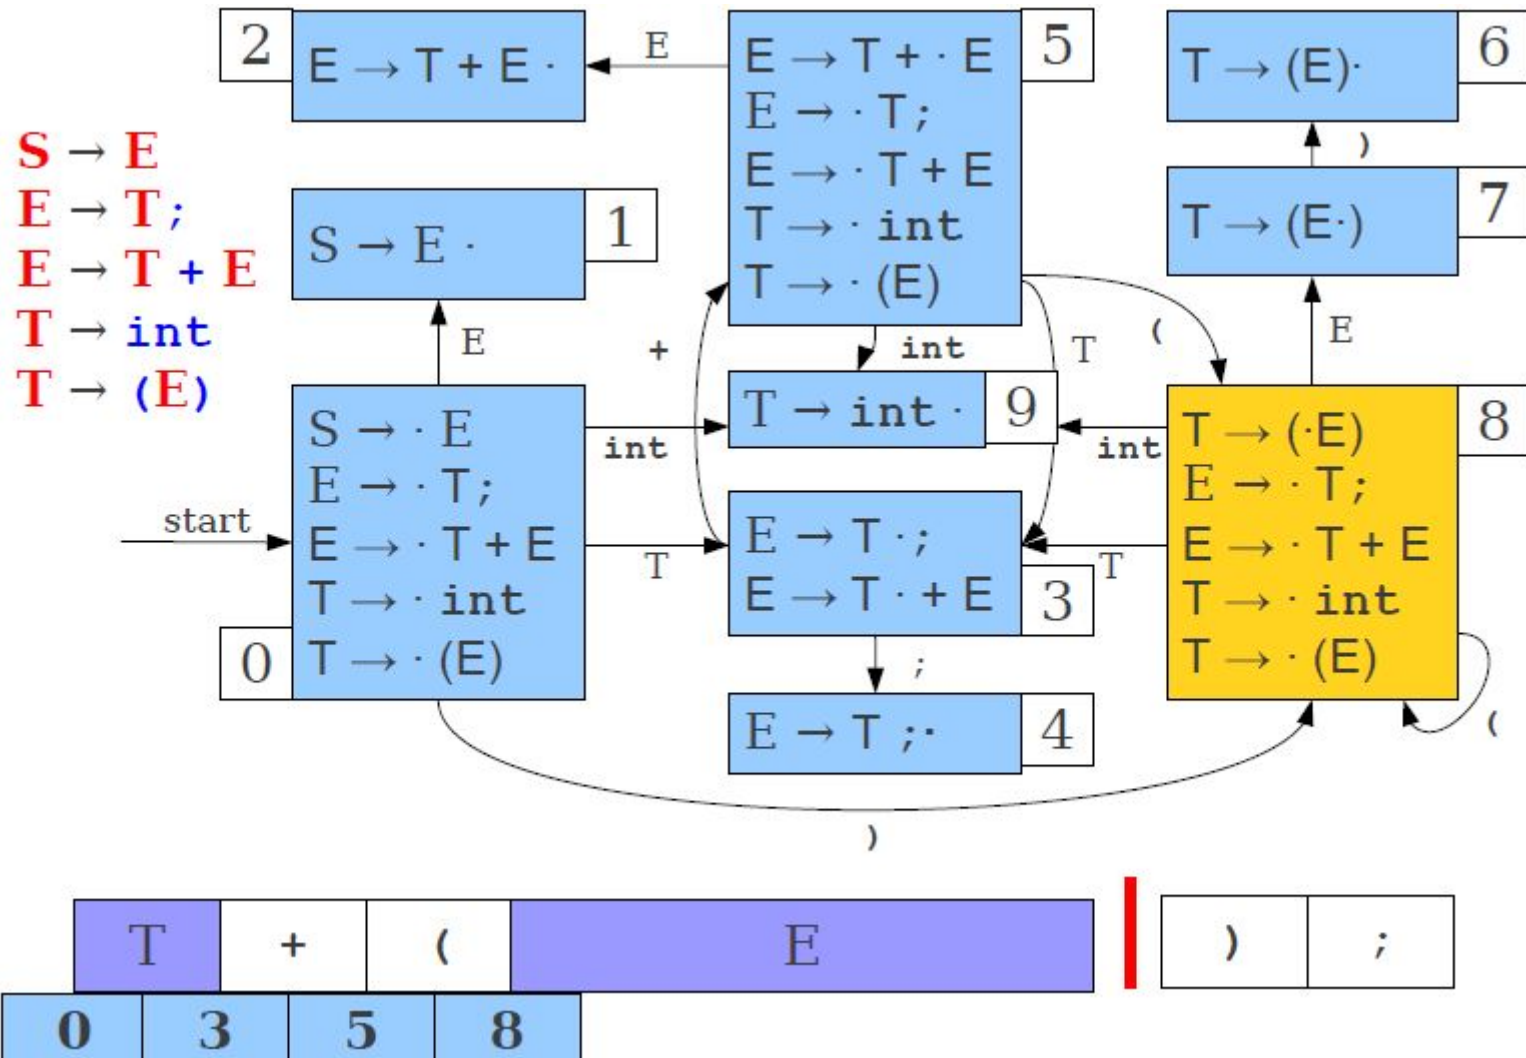 S → E
E → T ;
E → T + E
T → int
T → (E)
2
E → T + E ·
E
5
E → T + · E
E → · T ;
E → · T + E
T → · int
T → · (E)
6
T → (E)·
)
7
T → (E·)
E
1
S → E ·
E
+
int
T
(
9
T → int ·
int
int
start
0
S → · E
E → · T ;
E → · T + E
T → · int
T → · (E)
T
3
E → T · ;
E → T · + E
T
8
T → (·E)
E → · T ;
E → · T + E
T → · int
T → · (E)
(
;
4
E → T ; ·
)
T + ( E ) ;
0 3 5 8